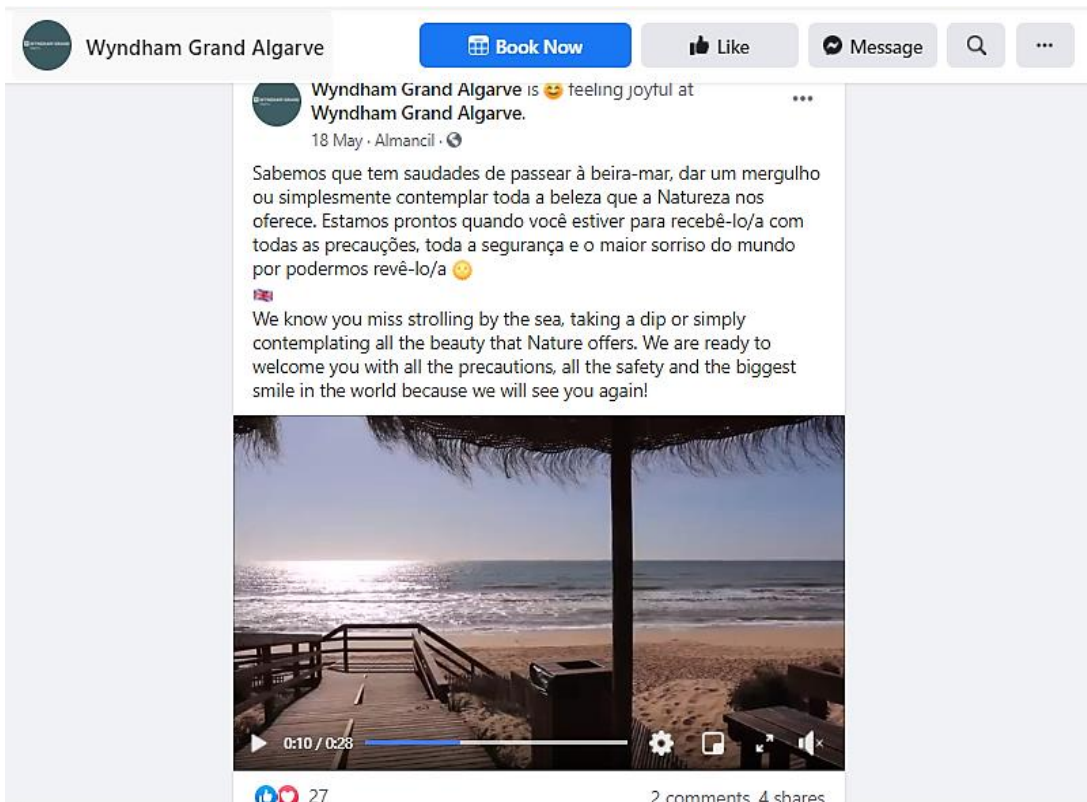 Wyndham Grand Algarve
Book Now
Like
Message
Wyndham Grand Algarve is 😊 feeling joyful at
Wyndham Grand Algarve.
18 May · Almancil ·
Sabemos que tem saudades de passear à beira-mar, dar um mergulho
ou simplesmente contemplar toda a beleza que a Natureza nos
oferece. Estamos prontos quando você estiver para recebê-lo/a com
todas as precauções, toda a segurança e o maior sorriso do mundo
por podermos revê-lo/a
We know you miss strolling by the sea, taking a dip or simply
contemplating all the beauty that Nature offers. We are ready to
welcome you with all the precautions, all the safety and the biggest
smile in the world because we will see you again!
0:10 / 0:28
27
2 comments 4 shares